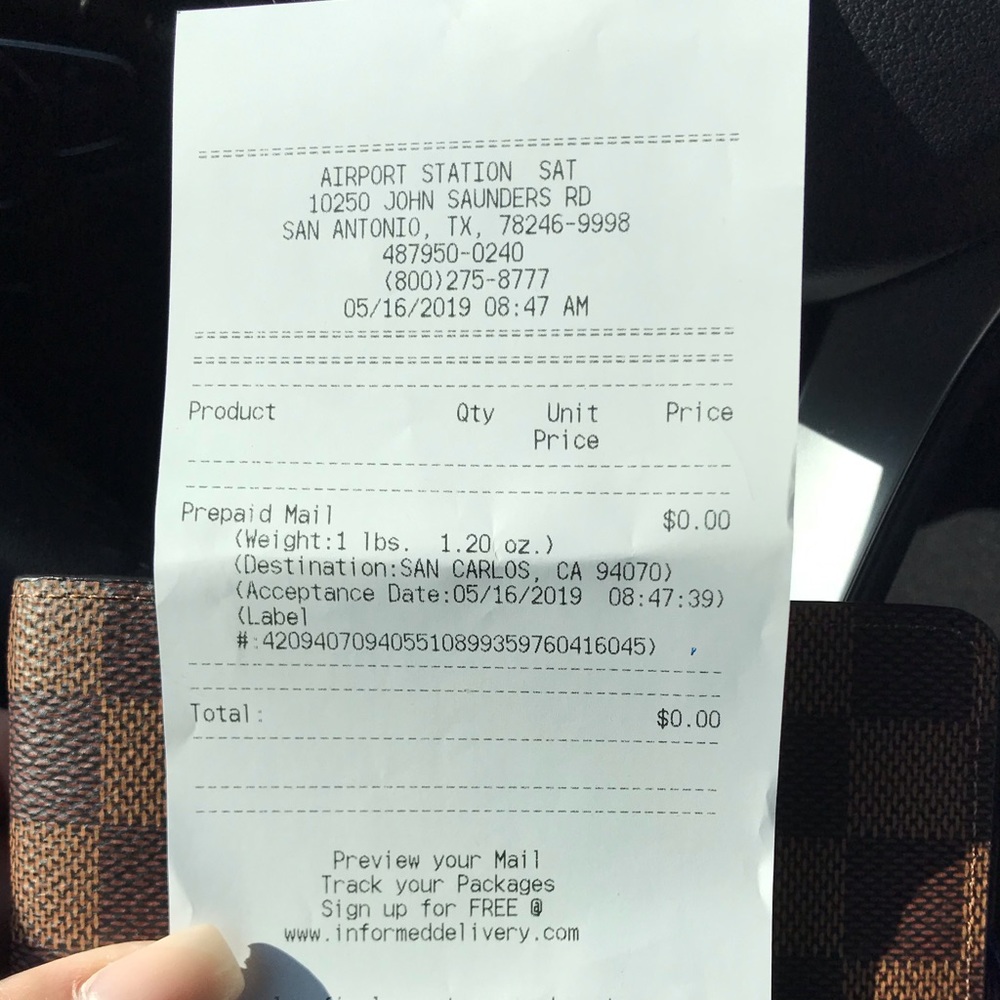 AIRPORT STATION SAT
10250 JOHN SAUNDERS RD
SAN ANTONIO, TX, 78246-9998
487950-0240
(800)275-8777
05/16/2019 08:47 AM
Product Qty Unit Price
Price
Prepaid Mail $0.00
(Weight:1 lbs. 1.20 oz.)
(Destination:SAN CARLOS, CA 94070)
(Acceptance Date:05/16/2019 08:47:39)
(Label
#:420940709405510899359760416045)
Total: $0.00
Preview your Mail
Track your Packages
Sign up for FREE @
www.informeddelivery.com